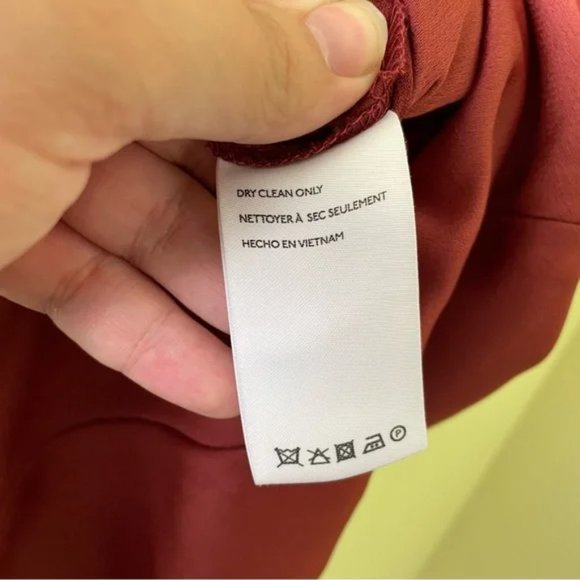 DRY CLEAN ONLY
NETTOYER À SEC SEULEMENT
HECHO EN VIETNAM
P